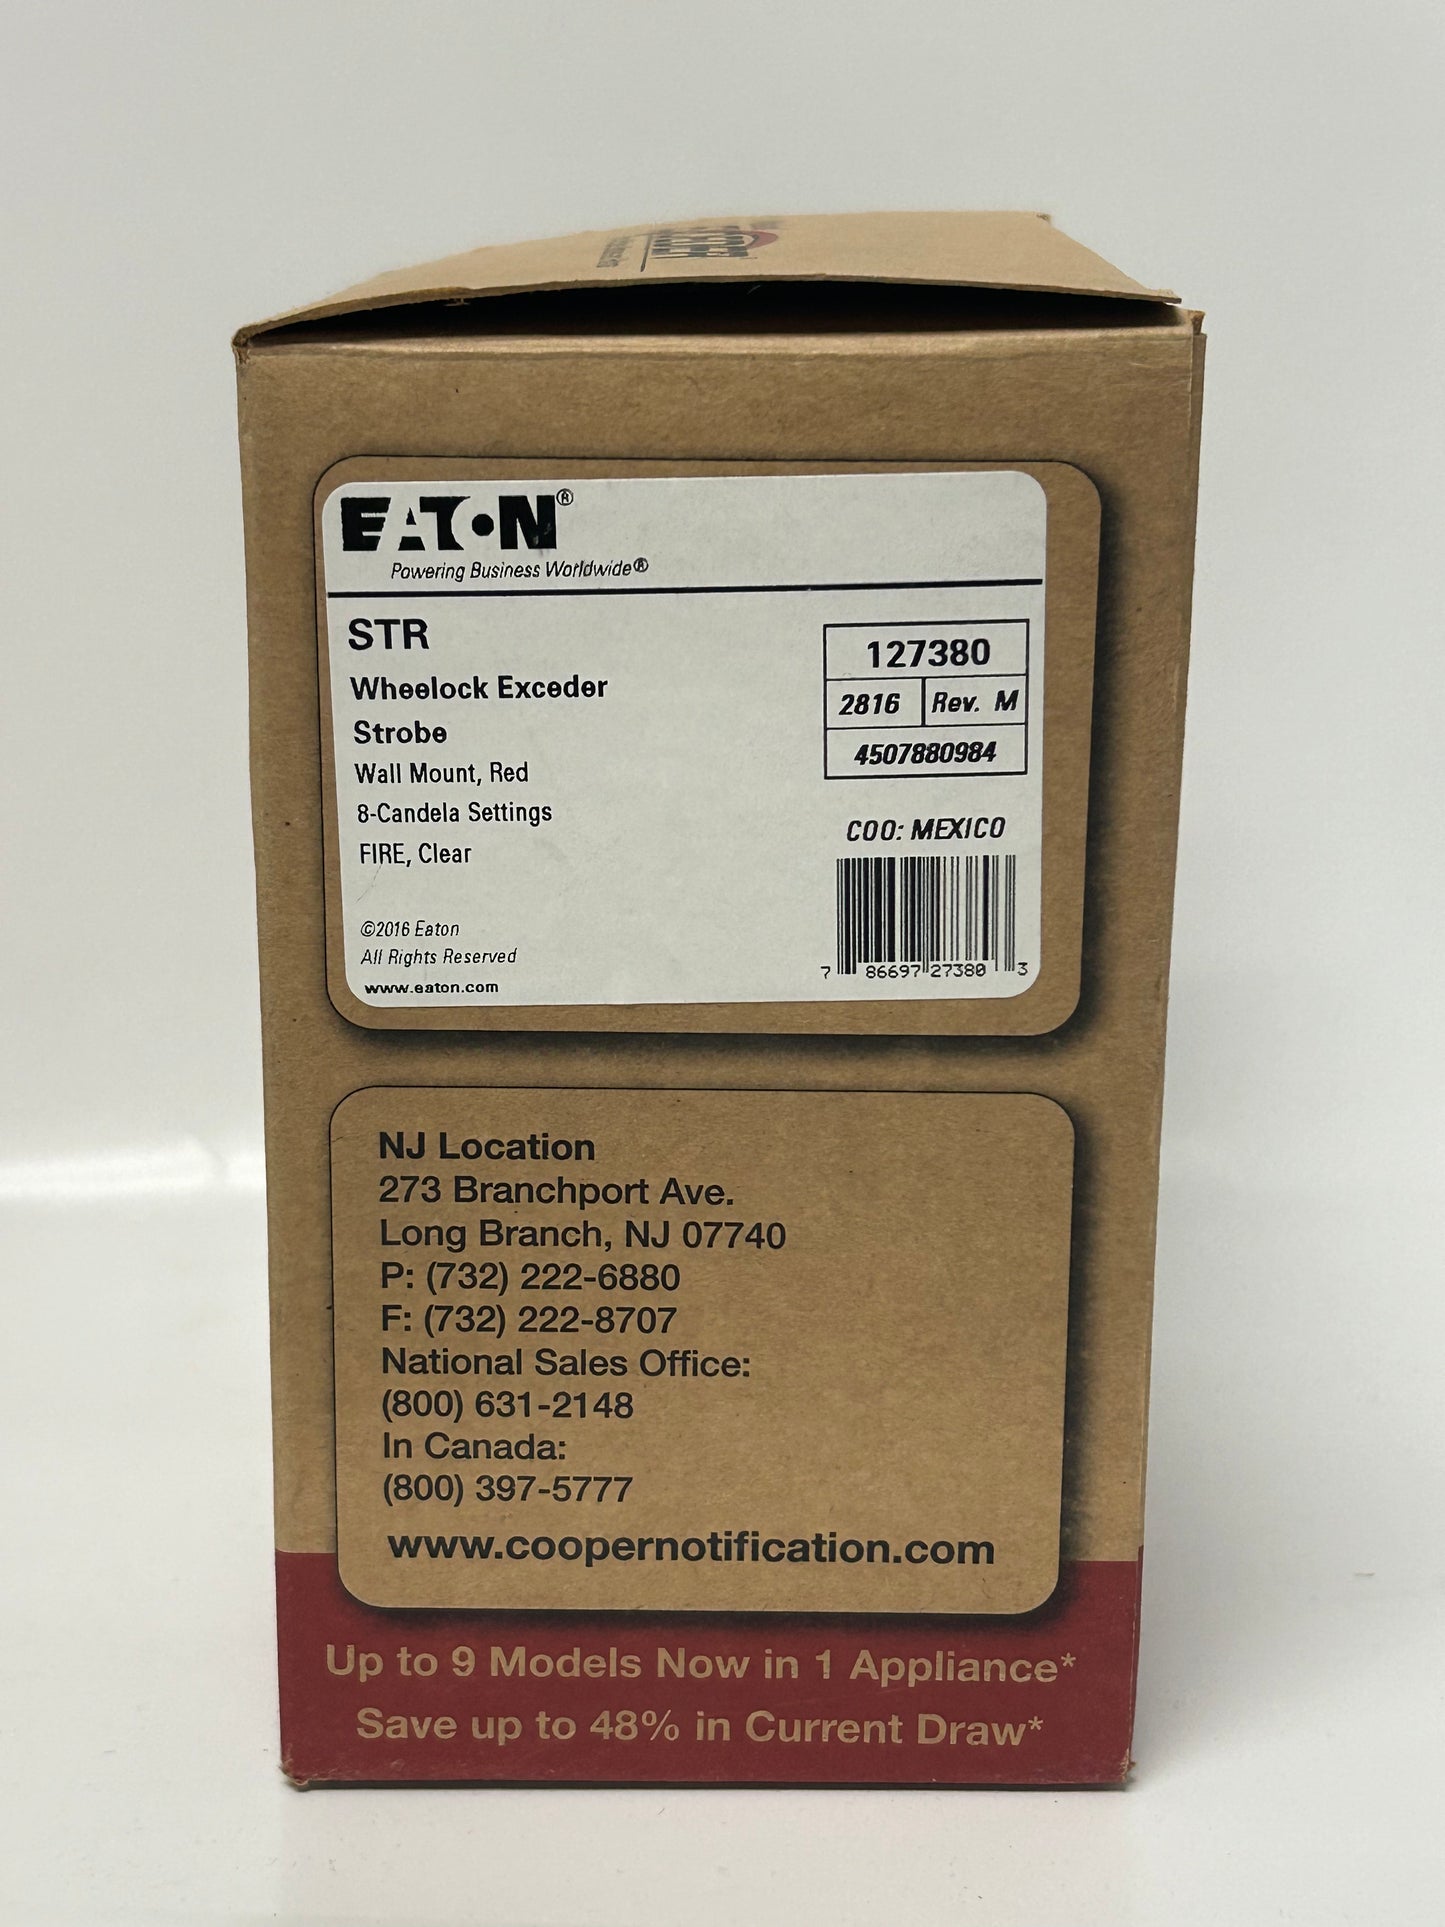 EATON®
Powering Business Worldwide®
STR
Wheelock Exceder
Strobe
Wall Mount, Red
8-Candela Settings
FIRE, Clear
©2016 Eaton
All Rights Reserved
www.eaton.com
127380
2816 Rev. M
4507880984
COO: MEXICO
7 86697 27380 3
NJ Location
273 Branchport Ave.
Long Branch, NJ 07740
P: (732) 222-6880
F: (732) 222-8707
National Sales Office:
(800) 631-2148
In Canada:
(800) 397-5777
www.coopernotification.com
Up to 9 Models Now in 1 Appliance*
Save up to 48% in Current Draw*